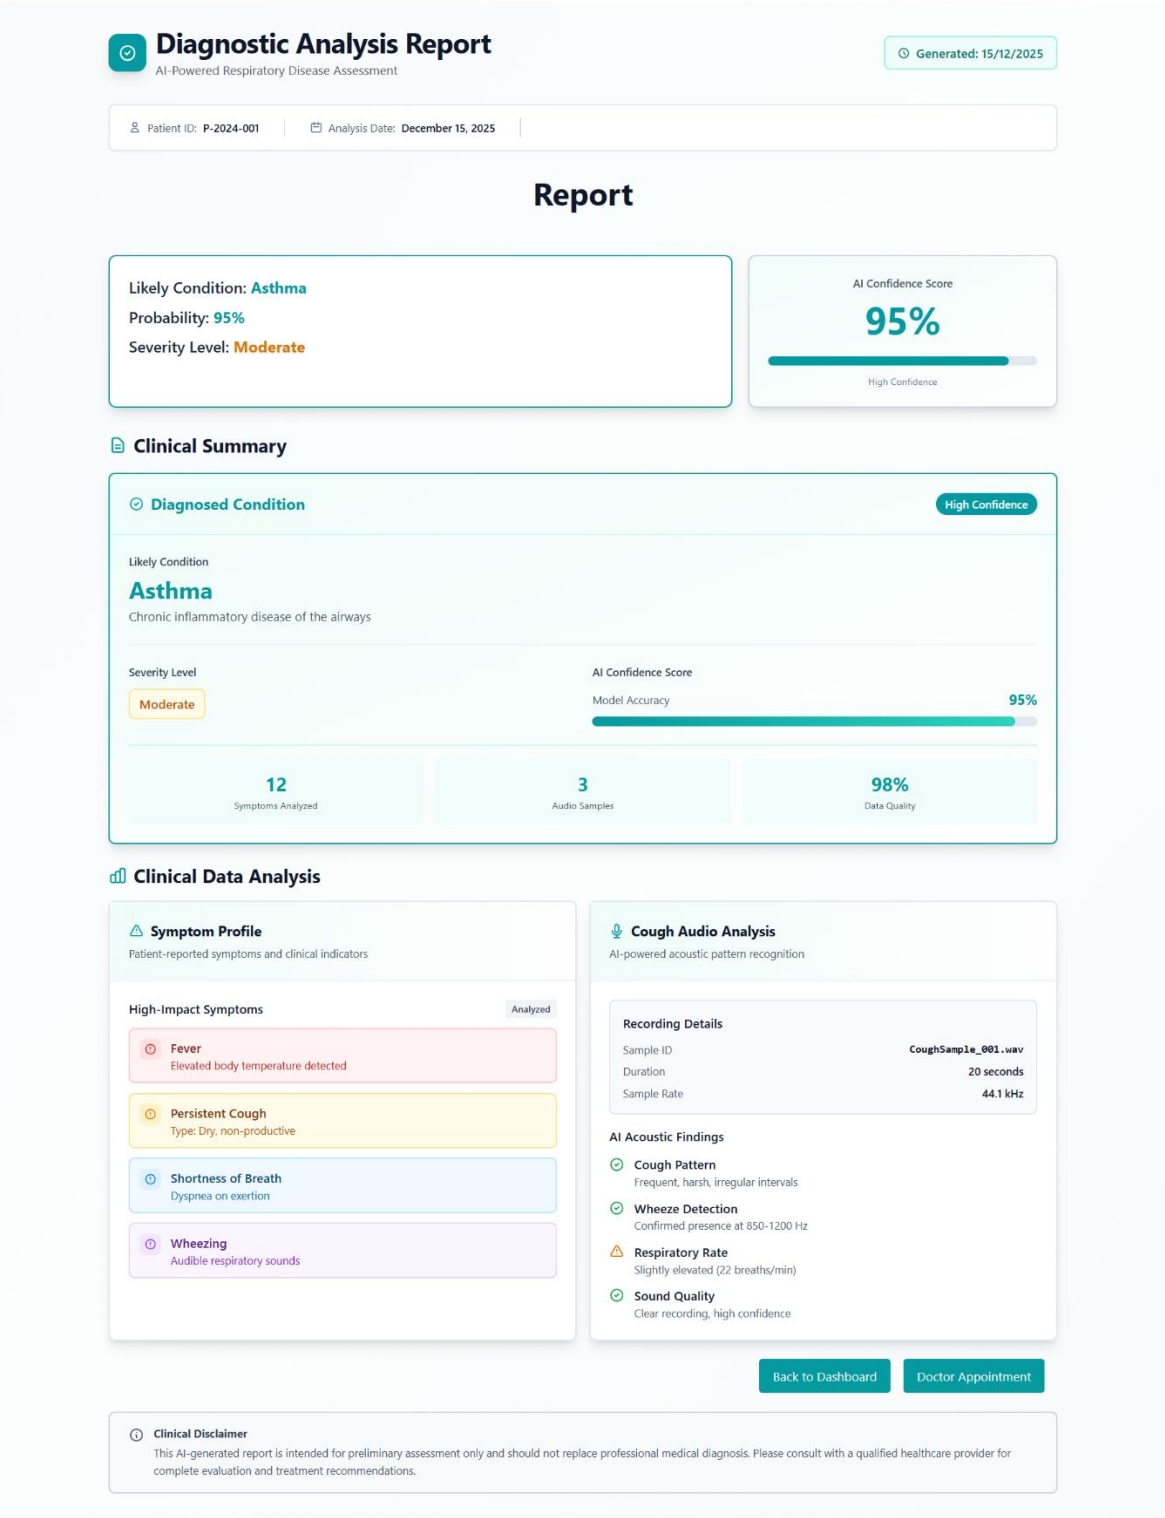 Diagnostic Analysis Report
AI-Powered Respiratory Disease Assessment
Generated: 15/12/2025
Patient ID: P-2024-001
Analysis Date: December 15, 2025
Report
Likely Condition: Asthma
Probability: 95%
Severity Level: Moderate
AI Confidence Score
95%
High Confidence
Clinical Summary
Diagnosed Condition
High Confidence
Likely Condition
Asthma
Chronic inflammatory disease of the airways
Severity Level
Moderate
AI Confidence Score
Model Accuracy
95%
12
Symptoms Analyzed
3
Audio Samples
98%
Data Quality
Clinical Data Analysis
Symptom Profile
Patient-reported symptoms and clinical indicators
High-Impact Symptoms
Analyzed
Fever
Elevated body temperature detected
Persistent Cough
Type: Dry, non-productive
Shortness of Breath
Dyspnea on exertion
Wheezing
Audible respiratory sounds
Cough Audio Analysis
AI-powered acoustic pattern recognition
Recording Details
Sample ID
CoughSample_001.wav
Duration
20 seconds
Sample Rate
44.1 kHz
AI Acoustic Findings
Cough Pattern
Frequent, harsh, irregular intervals
Wheeze Detection
Confirmed presence at 850-1200 Hz
Respiratory Rate
Slightly elevated (22 breaths/min)
Sound Quality
Clear recording, high confidence
Back to Dashboard
Doctor Appointment
Clinical Disclaimer
This AI-generated report is intended for preliminary assessment only and should not replace professional medical diagnosis. Please consult with a qualified healthcare provider for
complete evaluation and treatment recommendations.